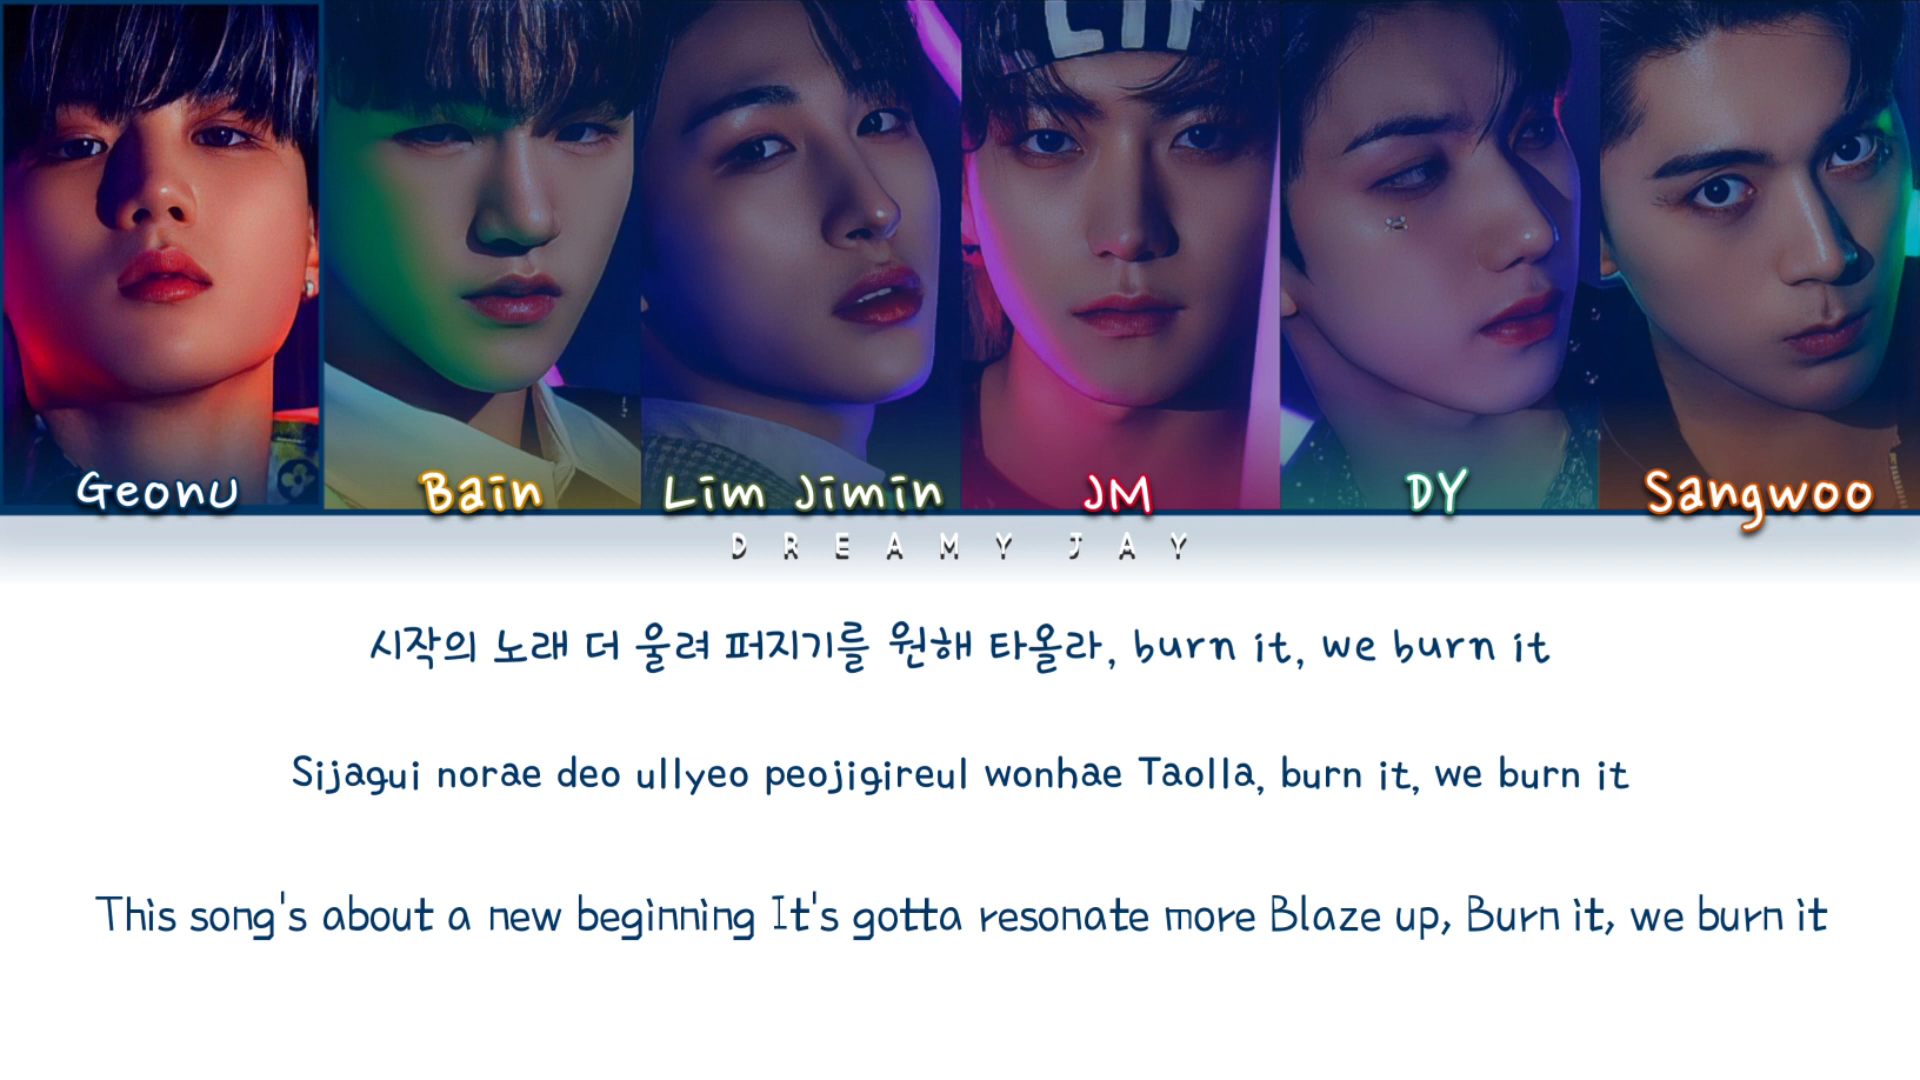 Geonu Bain Lim Jimin JM DY Sangwoo
DREAMY JAY
시작의 노래 더 울려 퍼지기를 원해 타올라, burn it, we burn it
Sijagui norae deo ullyeo peojigireul wonhae Taolla, burn it, we burn it
This song's about a new beginning It's gotta resonate more Blaze up, Burn it, we burn it